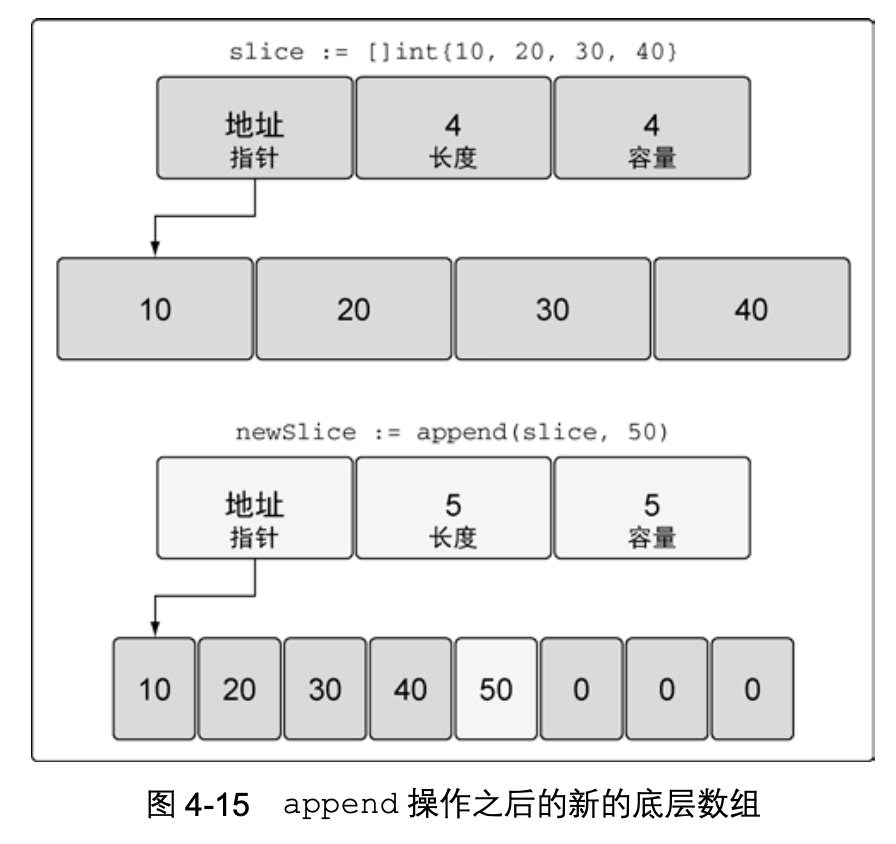 slice := []int{10, 20, 30, 40}
地址 4 4
指针 长度 容量
10 20 30 40
newSlice := append(slice, 50)
地址 5 5
指针 长度 容量
10 20 30 40 50 0 0 0
图 4-15 append 操作之后的新的底层数组